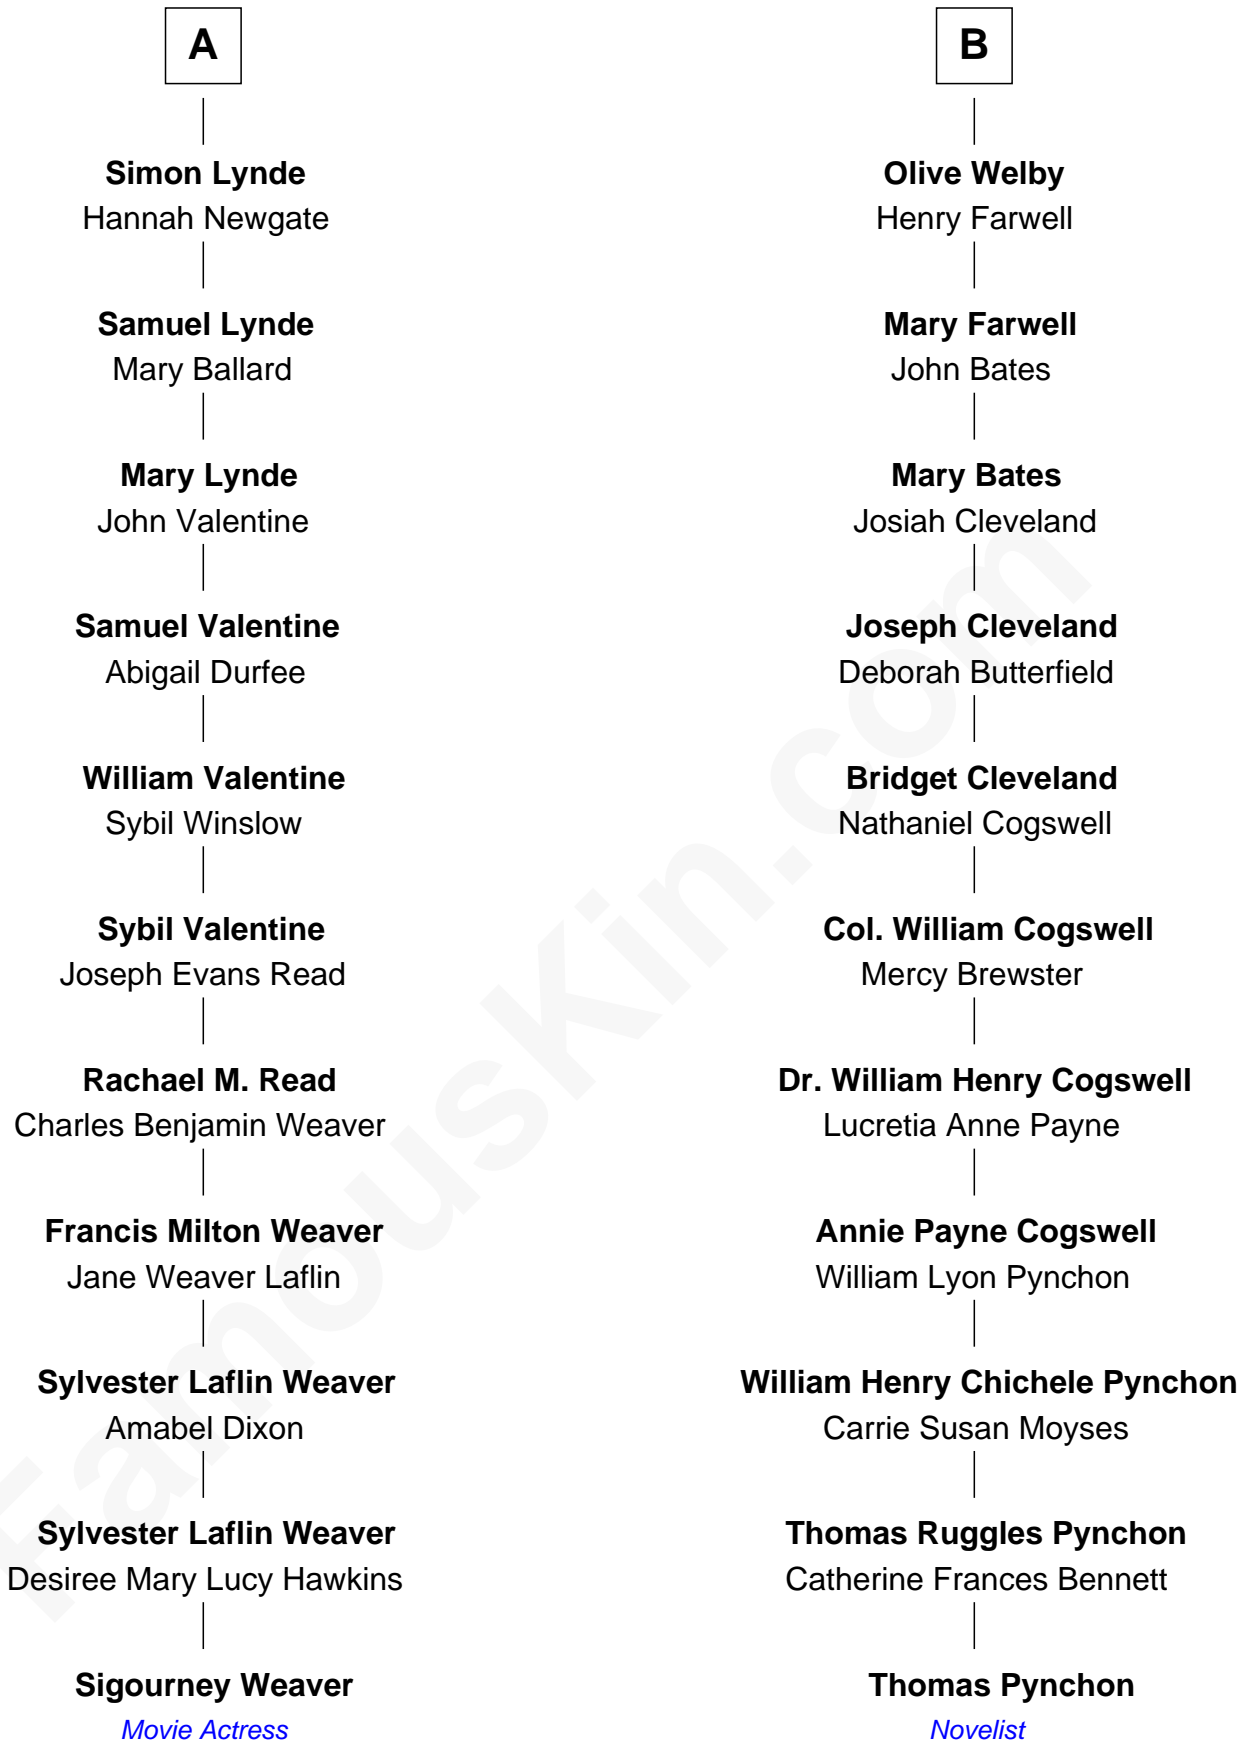 A
Simon Lynde
Hannah Newgate
Samuel Lynde
Mary Ballard
Mary Lynde
John Valentine
Samuel Valentine
Abigail Durfee
William Valentine
Sybil Winslow
Sybil Valentine
Joseph Evans Read
Rachael M. Read
Charles Benjamin Weaver
Francis Milton Weaver
Jane Weaver Laflin
Sylvester Laflin Weaver
Amabel Dixon
Sylvester Laflin Weaver
Desiree Mary Lucy Hawkins
Sigourney Weaver
Movie Actress
B
Olive Welby
Henry Farwell
Mary Farwell
John Bates
Mary Bates
Josiah Cleveland
Joseph Cleveland
Deborah Butterfield
Bridget Cleveland
Nathaniel Cogswell
Col. William Cogswell
Mercy Brewster
Dr. William Henry Cogswell
Lucretia Anne Payne
Annie Payne Cogswell
William Lyon Pynchon
William Henry Chichele Pynchon
Carrie Susan Moyses
Thomas Ruggles Pynchon
Catherine Frances Bennett
Thomas Pynchon
Novelist
FamousKin.com